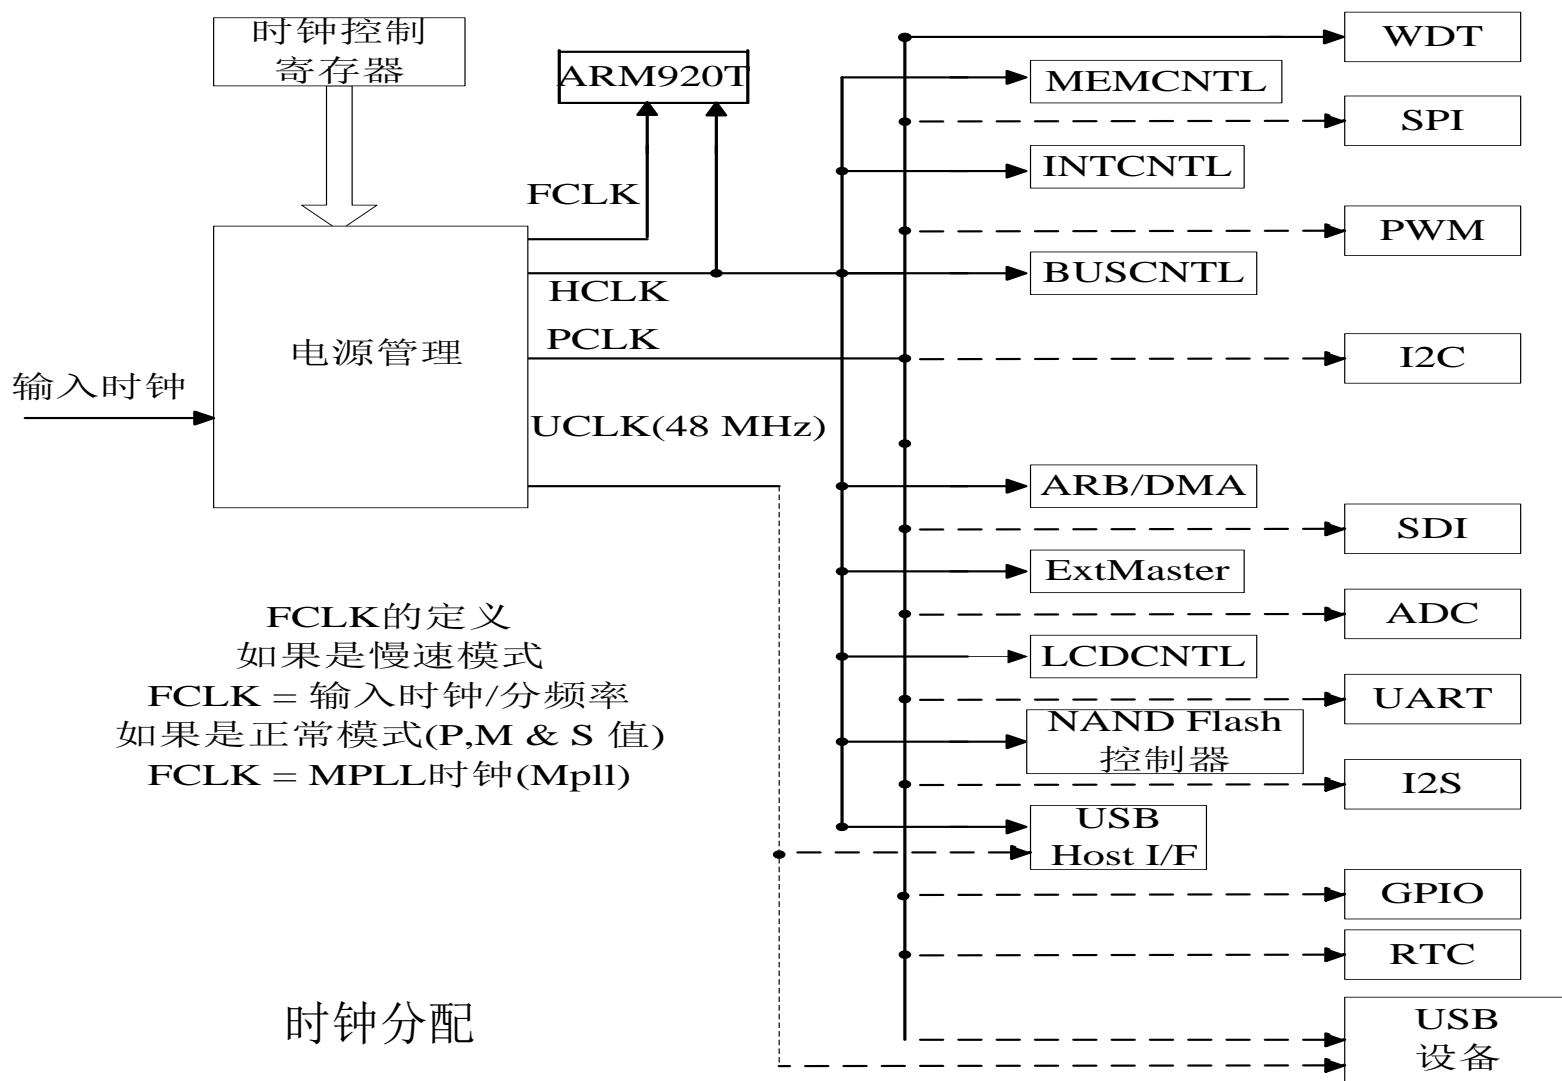 时钟控制
寄存器
ARM920T
WDT
MEMCNTL
SPI
INTCNTL
FCLK
PWM
BUSCNTL
HCLK
PCLK
电源管理
I2C
输入时钟
UCLK(48 MHz)
ARB/DMA
SDI
ExtMaster
ADC
FCLK的定义
如果是慢速模式
FCLK = 输入时钟/分频率
如果是正常模式(P,M & S 值)
FCLK = MPLL时钟(Mpll)
LCDCNTL
UART
NAND Flash
控制器
I2S
USB
Host I/F
GPIO
RTC
时钟分配
USB
设备